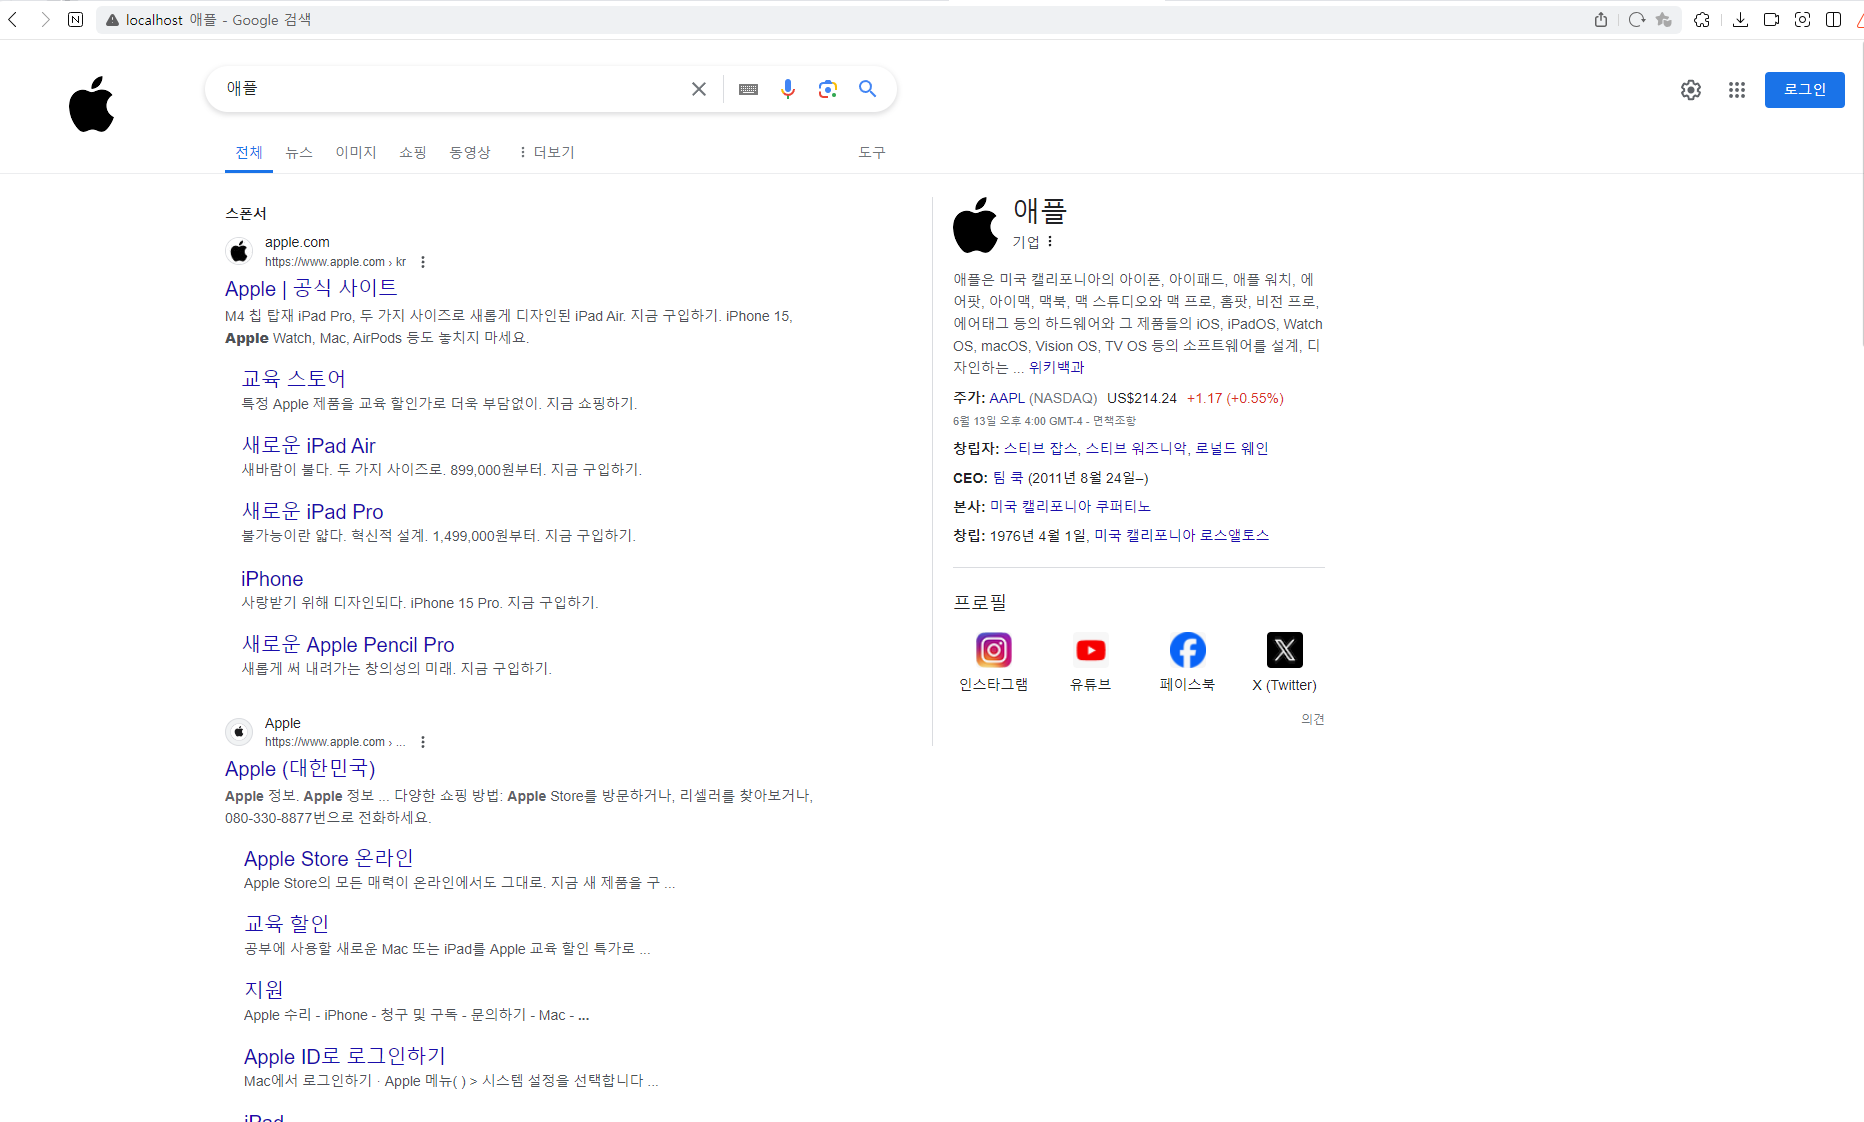 localhost 애플 - Google 검색
애플
로그인
전체 뉴스 이미지 쇼핑 동영상 더보기 도구
스폰서
apple.com
https://www.apple.com › kr
Apple | 공식 사이트
M4 칩 탑재 iPad Pro, 두 가지 사이즈로 새롭게 디자인된 iPad Air. 지금 구입하기. iPhone 15,
Apple Watch, Mac, AirPods 등도 놓치지 마세요.
교육 스토어
특정 Apple 제품을 교육 할인가로 더욱 부담없이. 지금 쇼핑하기.
새로운 iPad Air
새바람이 불다. 두 가지 사이즈로. 899,000원부터. 지금 구입하기.
새로운 iPad Pro
불가능이란 얇다. 혁신적 설계. 1,499,000원부터. 지금 구입하기.
iPhone
사랑받기 위해 디자인되다. iPhone 15 Pro. 지금 구입하기.
새로운 Apple Pencil Pro
새롭게 써 내려가는 창의성의 미래. 지금 구입하기.
Apple
https://www.apple.com › ...
Apple (대한민국)
Apple 정보. Apple 정보 ... 다양한 쇼핑 방법: Apple Store를 방문하거나, 리셀러를 찾아보거나,
080-330-8877번으로 전화하세요.
Apple Store 온라인
Apple Store의 모든 매력이 온라인에서도 그대로. 지금 새 제품을 구 ...
교육 할인
공부에 사용할 새로운 Mac 또는 iPad를 Apple 교육 할인 특가로 ...
지원
Apple 수리 - iPhone - 청구 및 구독 - 문의하기 - Mac - ...
Apple ID로 로그인하기
Mac에서 로그인하기 · Apple 메뉴( ) > 시스템 설정을 선택합니다 ...
iPad
애플
기업
애플은 미국 캘리포니아의 아이폰, 아이패드, 애플 워치, 에
어팟, 아이맥, 맥북, 맥 스튜디오와 맥 프로, 홈팟, 비전 프로,
에어태그 등의 하드웨어와 그 제품들의 iOS, iPadOS, Watch
OS, macOS, Vision OS, TV OS 등의 소프트웨어를 설계, 디
자인하는 ... 위키백과
주가: AAPL (NASDAQ) US$214.24 +1.17 (+0.55%)
6월 13일 오후 4:00 GMT-4 - 면책조항
창립자: 스티브 잡스, 스티브 워즈니악, 로널드 웨인
CEO: 팀 쿡 (2011년 8월 24일–)
본사: 미국 캘리포니아 쿠퍼티노
창립: 1976년 4월 1일, 미국 캘리포니아 로스앨토스
프로필
인스타그램 유튜브 페이스북 X (Twitter)
의견